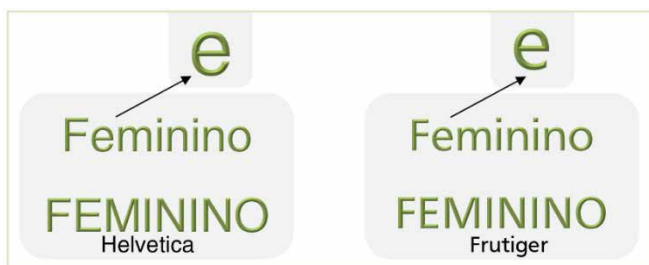 e
Feminino
FEMININO
Helvetica
e
Feminino
FEMININO
Frutiger